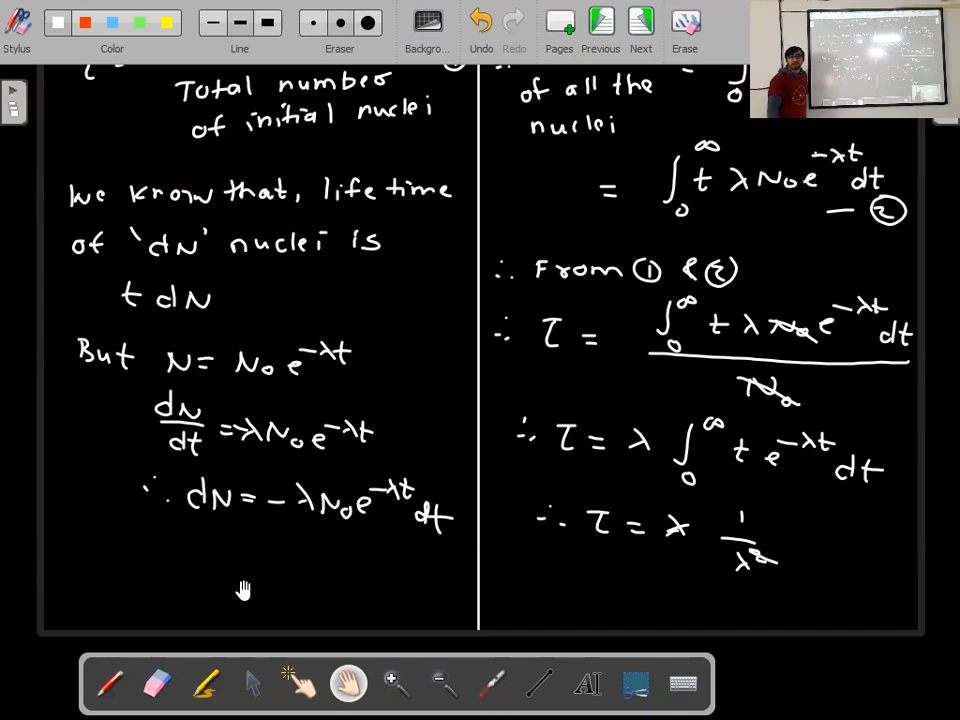 Stylus
Color
Line
Eraser
Backgro...
Undo
Redo
Pages
Previous
Next
Erase
Total number
of initial nuclei
We know that, life time
of 'dN' nuclei is
t dN
But N = N₀ e^{-λt}
dN/dt = -λN₀ e^{-λt}
∴ dN = -λN₀ e^{-λt} dt
of all the
nuclei
= ∫₀^∞ t λ N₀ e^{-λt} dt — ②
∴ From ① & ②
∴ τ = ∫₀^∞ t λ N₀ e^{-λt} dt / N₀
∴ τ = λ ∫₀^∞ t e^{-λt} dt
∴ τ = λ 1/λ²
AI